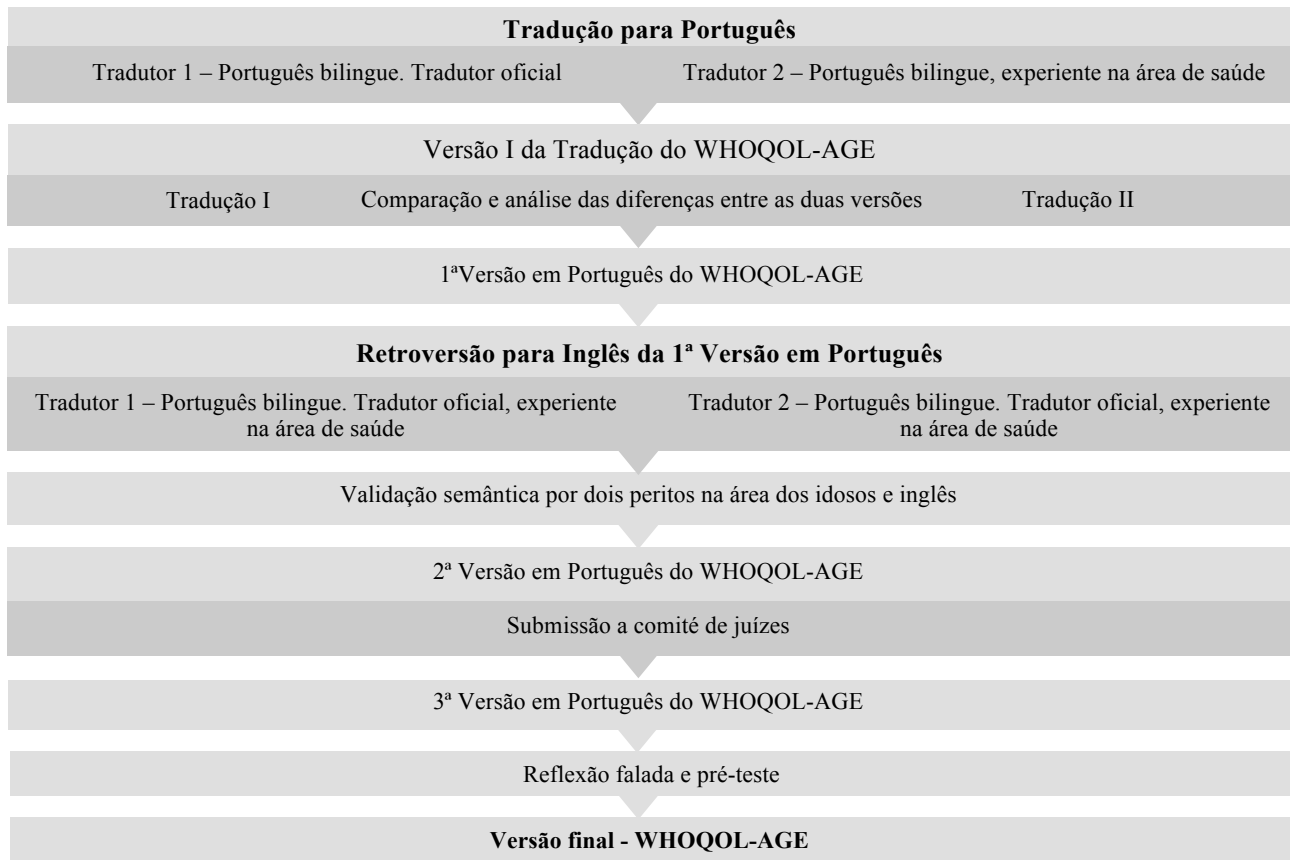 Tradução para Português
Tradutor 1 – Português bilingue. Tradutor oficial
Tradutor 2 – Português bilingue, experiente na área de saúde
Versão I da Tradução do WHOQOL-AGE
Tradução I
Comparação e análise das diferenças entre as duas versões
Tradução II
1ªVersão em Português do WHOQOL-AGE
Retroversão para Inglês da 1ª Versão em Português
Tradutor 1 – Português bilingue. Tradutor oficial, experiente
na área de saúde
Tradutor 2 – Português bilingue. Tradutor oficial, experiente
na área de saúde
Validação semântica por dois peritos na área dos idosos e inglês
2ª Versão em Português do WHOQOL-AGE
Submissão a comité de juízes
3ª Versão em Português do WHOQOL-AGE
Reflexão falada e pré-teste
Versão final - WHOQOL-AGE